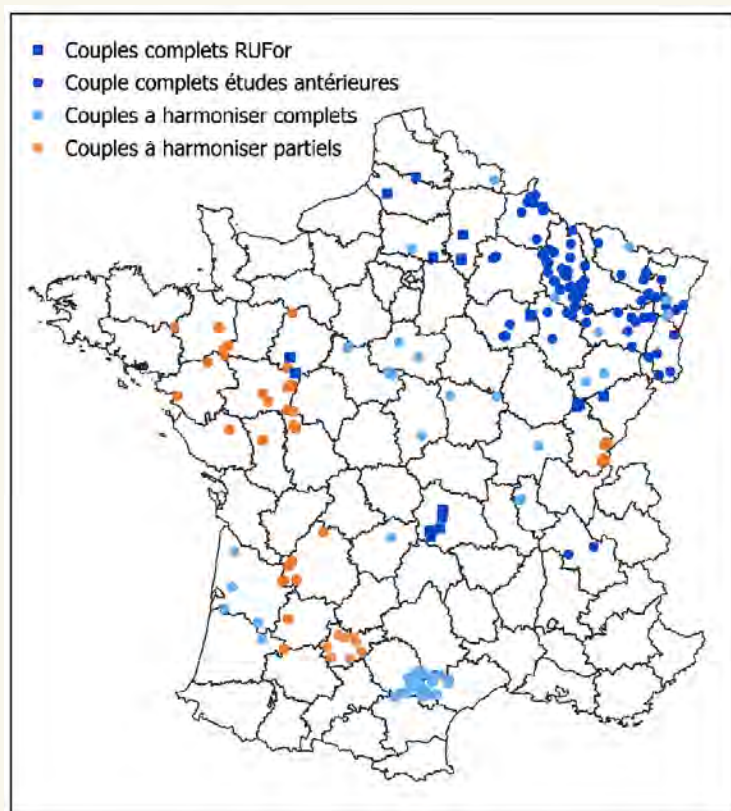 Couples complets RUFor
Couple complets études antérieures
Couples a harmoniser complets
Couples à harmoniser partiels